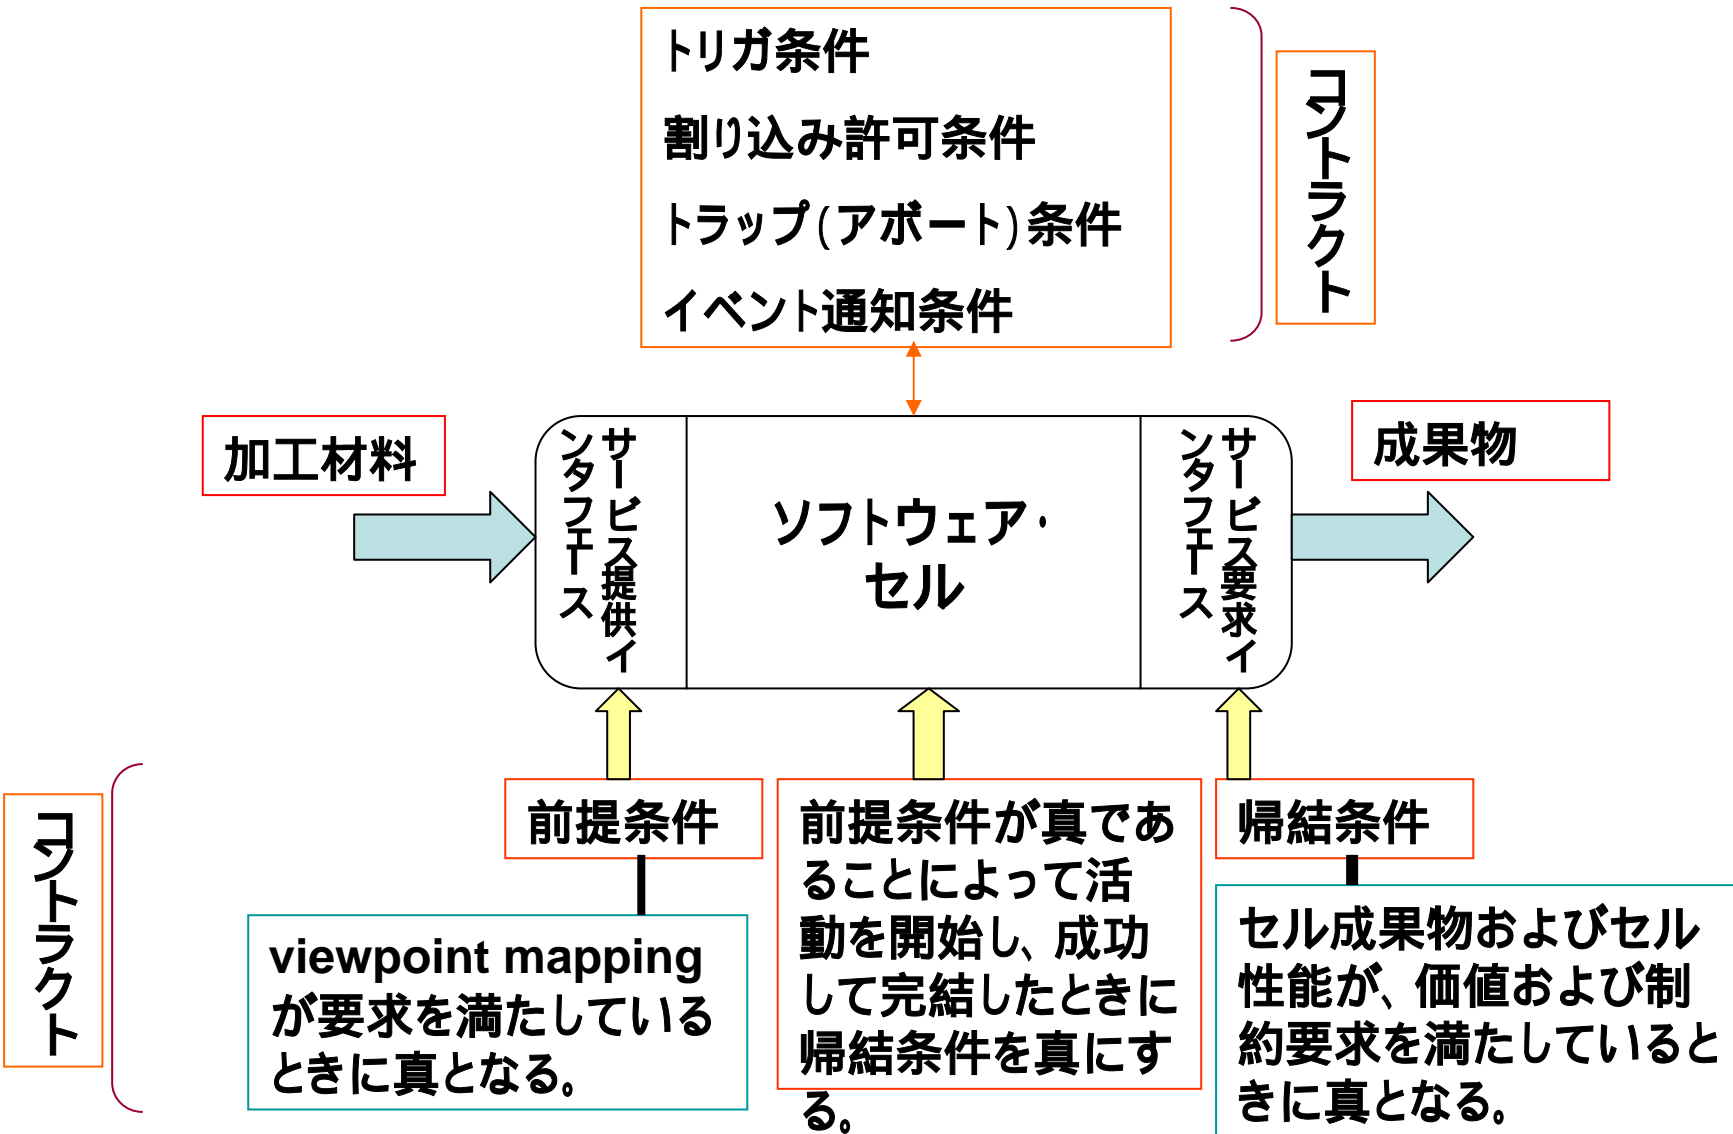 トリガ条件
割り込み許可条件
トラップ(アボート)条件
イベント通知条件
コントラクト
加工材料
サービス提供イ
ンタフェース
ソフトウェア・
セル
サービス要求イ
ンタフェース
成果物
コントラクト
前提条件
viewpoint mapping
が要求を満たしている
ときに真となる。
前提条件が真であ
ることによって活
動を開始し、成功
して完結したときに
帰結条件を真にす
る。
帰結条件
セル成果物およびセル
性能が、価値および制
約要求を満たしていると
きに真となる。